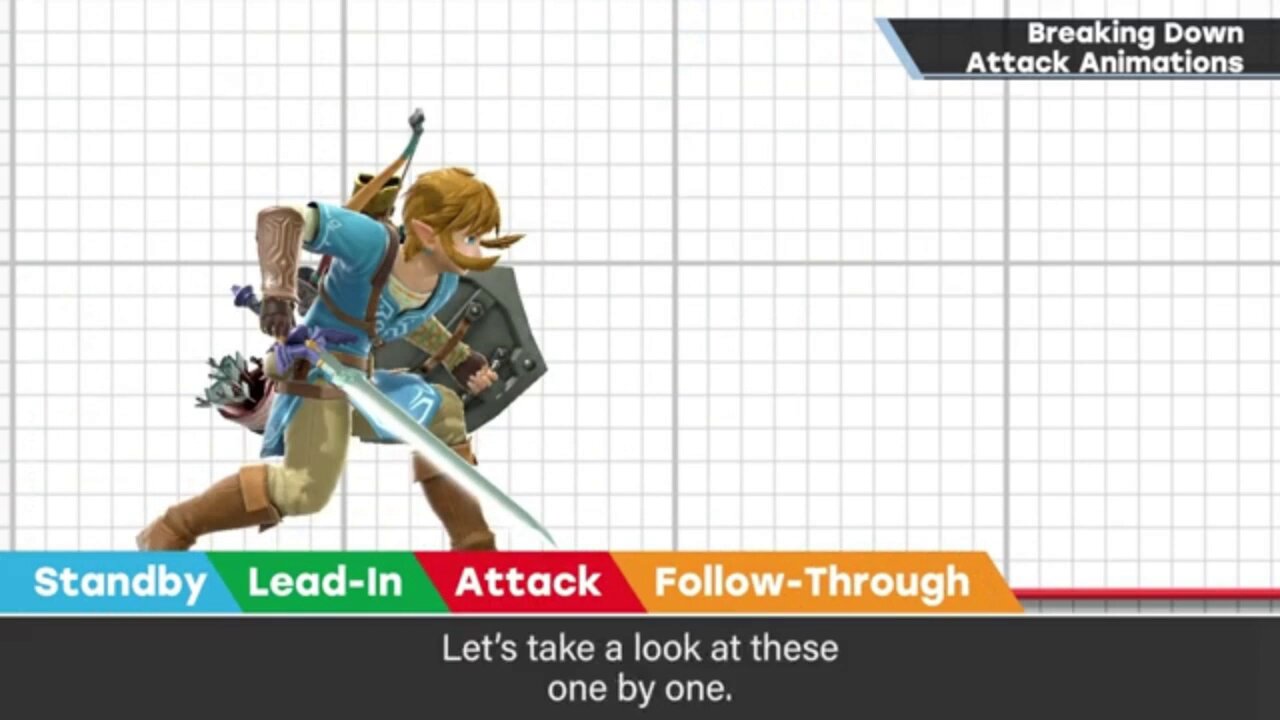 Breaking Down
Attack Animations
Standby
Lead-In
Attack
Follow-Through
Let's take a look at these
one by one.